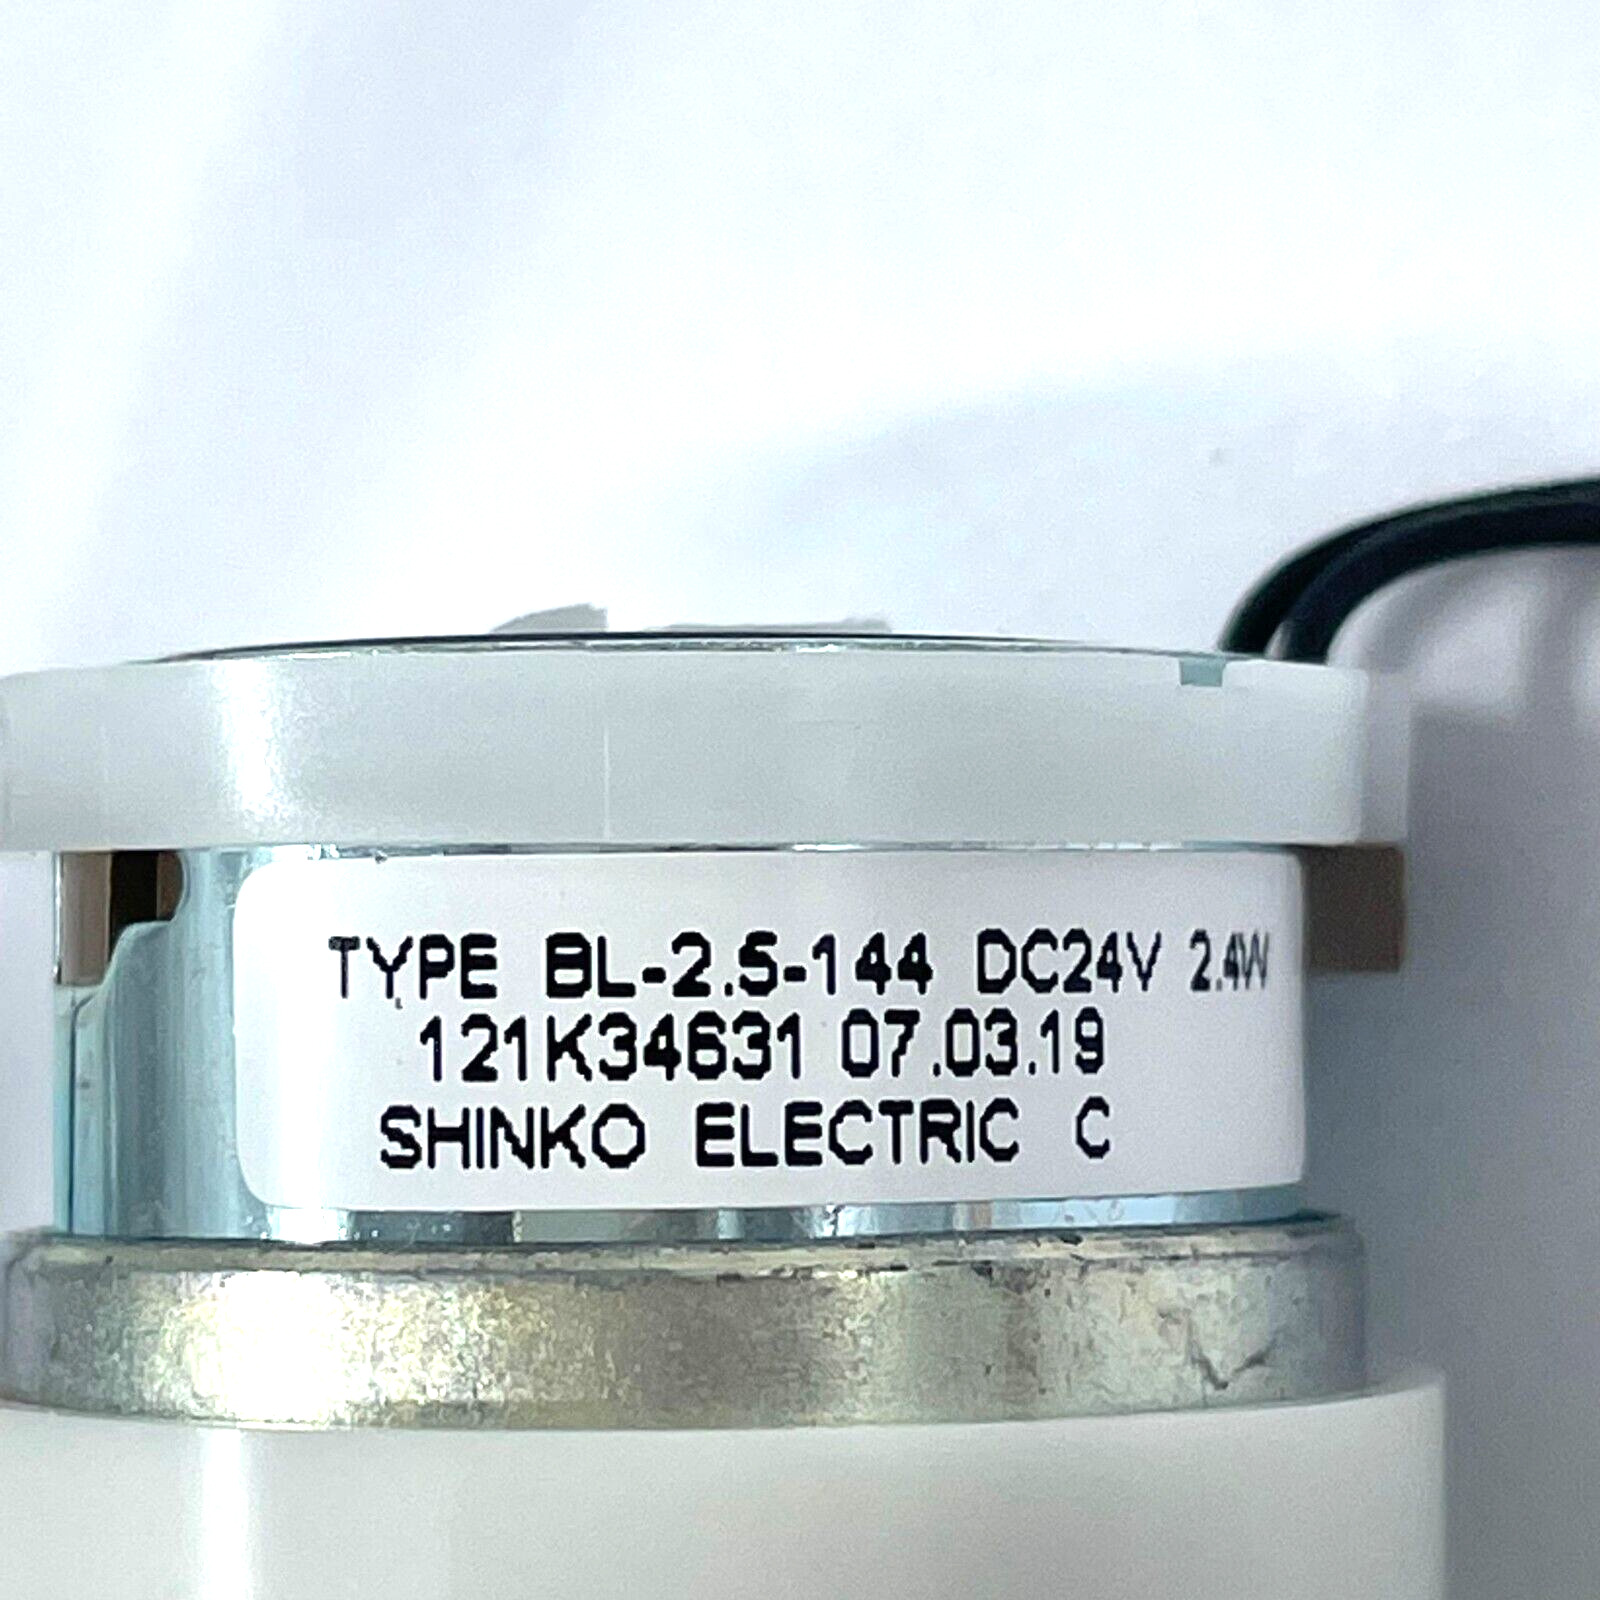 TYPE BL-2.5-144 DC24V 2.4W
121K34631 07.03.19
SHINKO ELECTRIC C